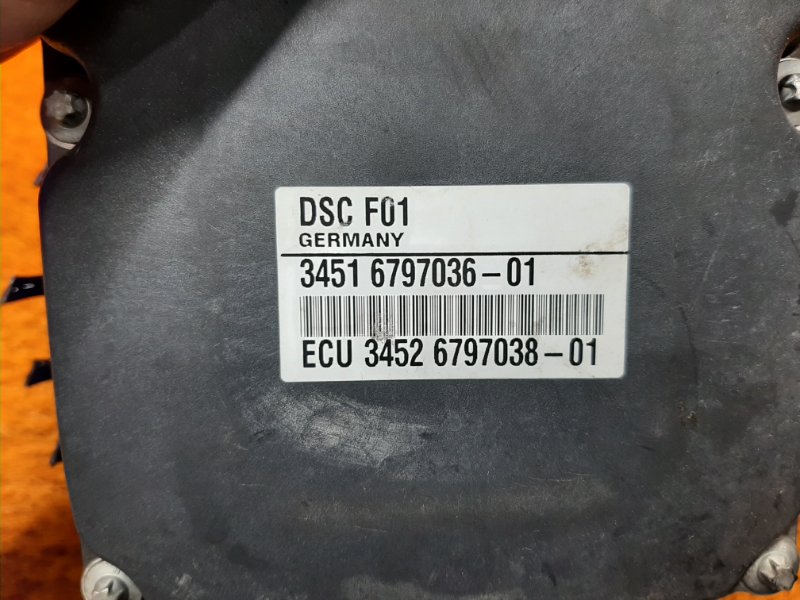 DSC F01
GERMANY
3451 6797036-01
ECU 3452 6797038-01